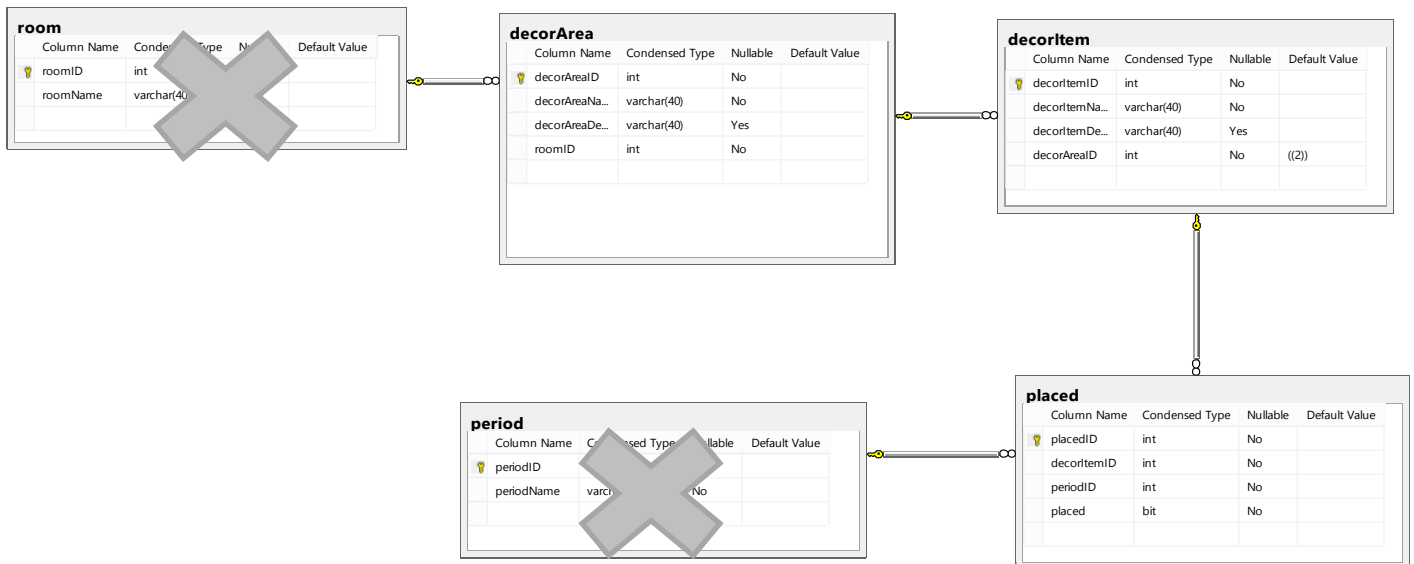 room
Column Name Default Value
roomID int
roomName
decorArea
Column Name Condensed Type Nullable Default Value
decorAreaID int No
decorAreaNa... varchar(40) No
decorAreaDe... varchar(40) Yes
roomID int No
decorItem
Column Name Condensed Type Nullable Default Value
decorItemID int No
decorItemNa... varchar(40) No
decorItemDe... varchar(40) Yes
decorAreaID int No ((2))
period
Column Name Default Value
periodID
periodName No
placed
Column Name Condensed Type Nullable Default Value
placedID int No
decorItemID int No
periodID int No
placed bit No